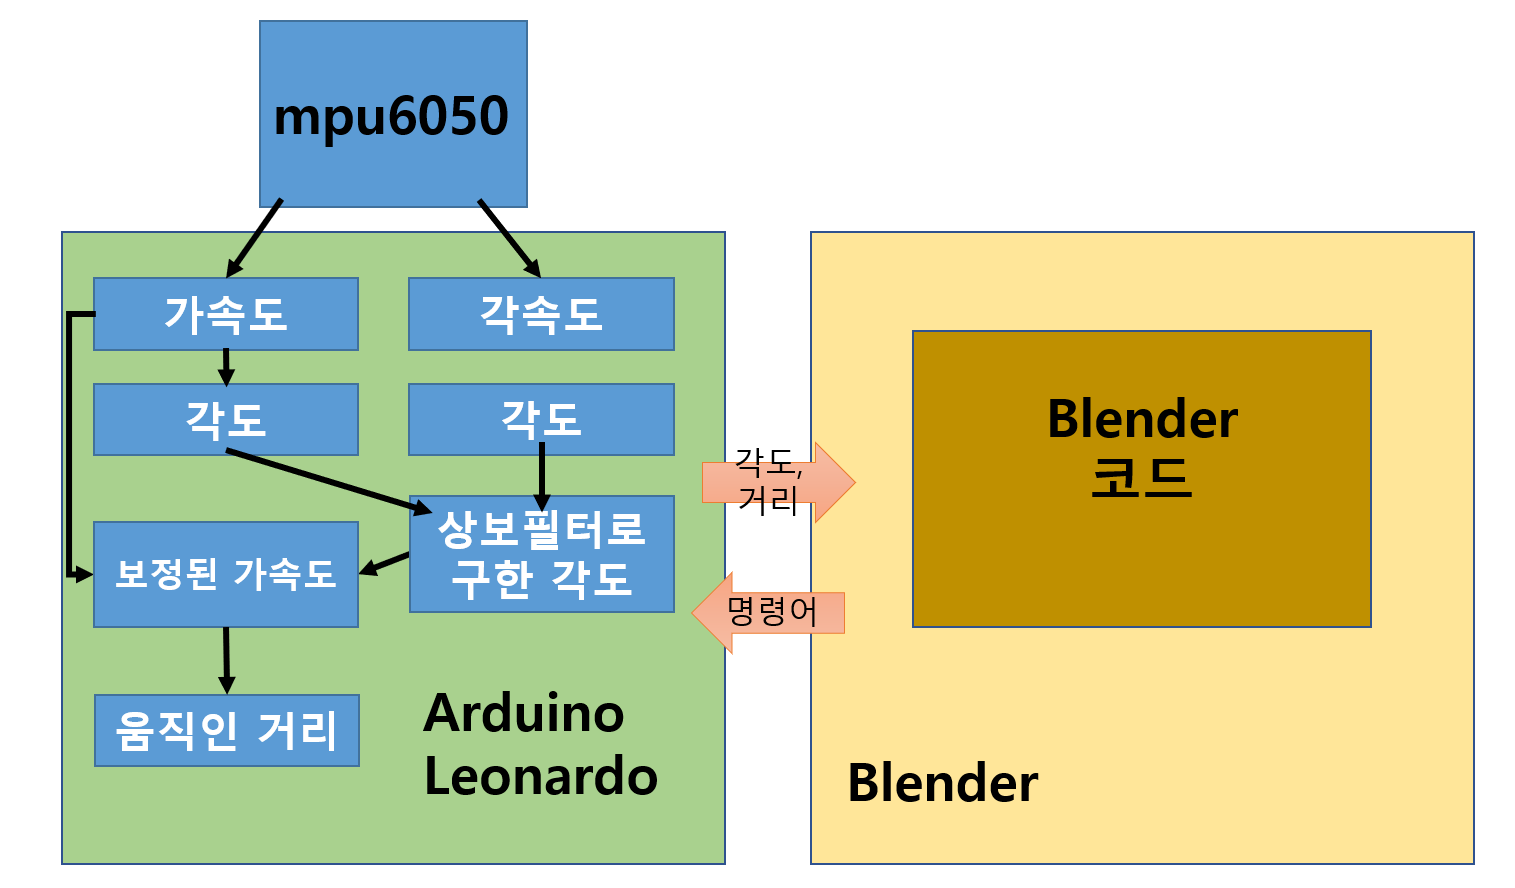 mpu6050
가속도
각속도
각도
각도
상보필터로
구한 각도
보정된 가속도
움직인 거리
Arduino
Leonardo
각도,
거리
명령어
Blender
코드
Blender